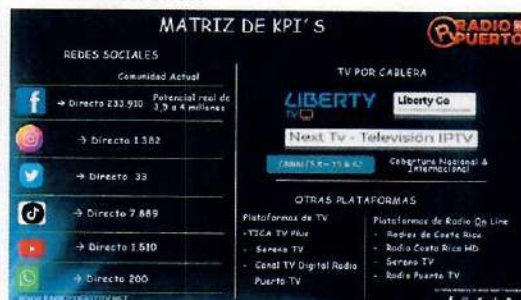 MATRIZ DE KPI´S
RADIO
PUERTO
REDES SOCIALES
Comunidad Actual
→ Directo 233.910
Potencial real de
3,5 a 4 millones
→ Directo 1.382
→ Directo 33
→ Directo 7.889
→ Directo 1.510
→ Directo 200
TV POR CABLERA
LIBERTY
TV
Liberty Go
Next Tv - Televisión IPTV
CANALES
Cobertura Nacional &
Internacional
OTRAS PLATAFORMAS
Plataformas de TV
-TICA TV Plus
- Sereno TV
- Canal TV Digital Radio
Puerto TV
Plataformas de Radio On Line
- Radios de Costa Rica
- Radio Costa Rica HD
- Sereno TV
- Radio Puerto TV